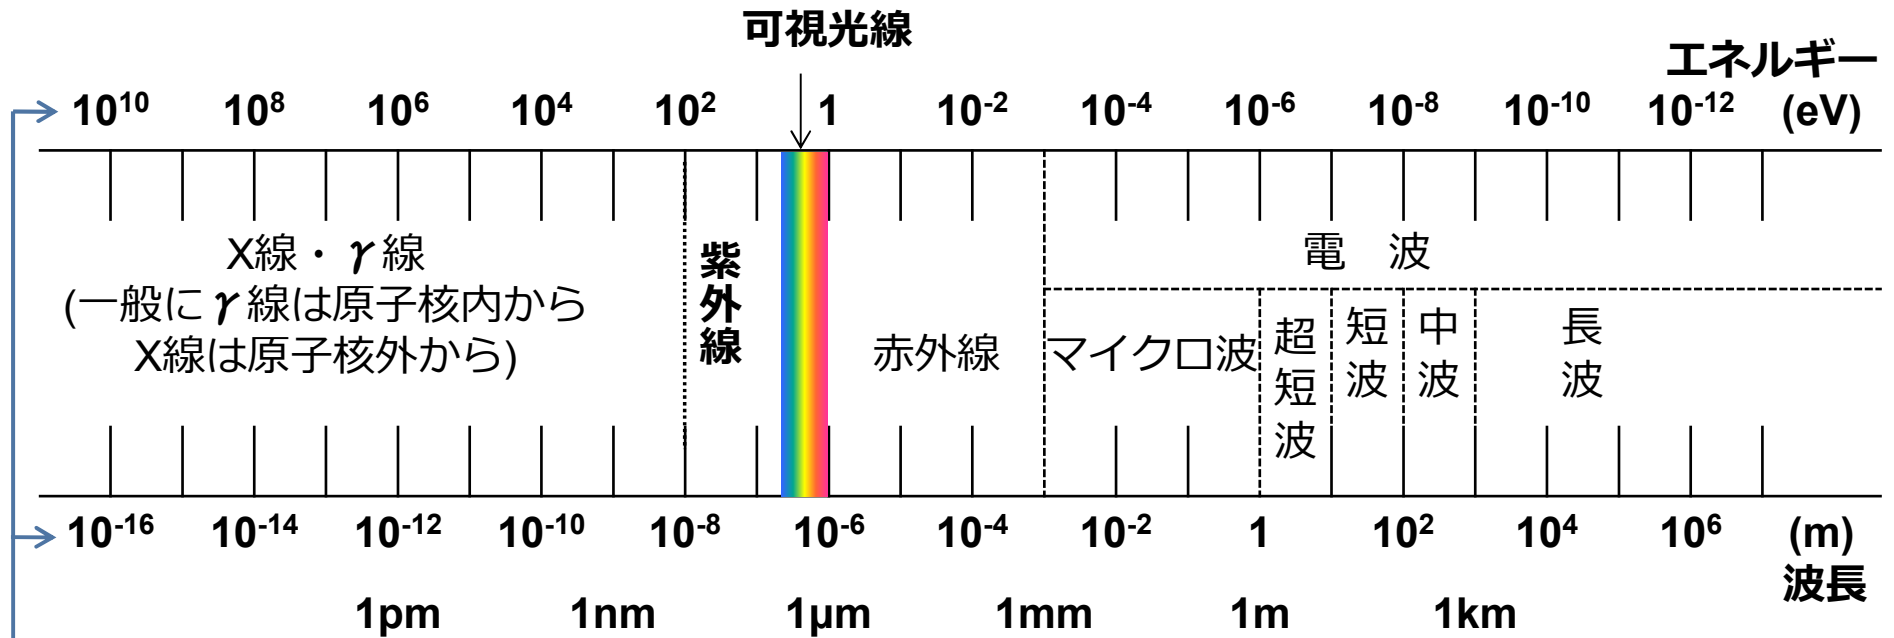 可視光線
エネルギー
10¹⁰ 10⁸ 10⁶ 10⁴ 10² 1 10⁻² 10⁻⁴ 10⁻⁶ 10⁻⁸ 10⁻¹⁰ 10⁻¹² (eV)
X線・γ線
(一般にγ線は原子核内から
X線は原子核外から)
紫外線
赤外線
電 波
マイクロ波
超短波
短波
中波
長波
10⁻¹⁶ 10⁻¹⁴ 10⁻¹² 10⁻¹⁰ 10⁻⁸ 10⁻⁶ 10⁻⁴ 10⁻² 1 10² 10⁴ 10⁶ (m)
波長
1pm 1nm 1μm 1mm 1m 1km